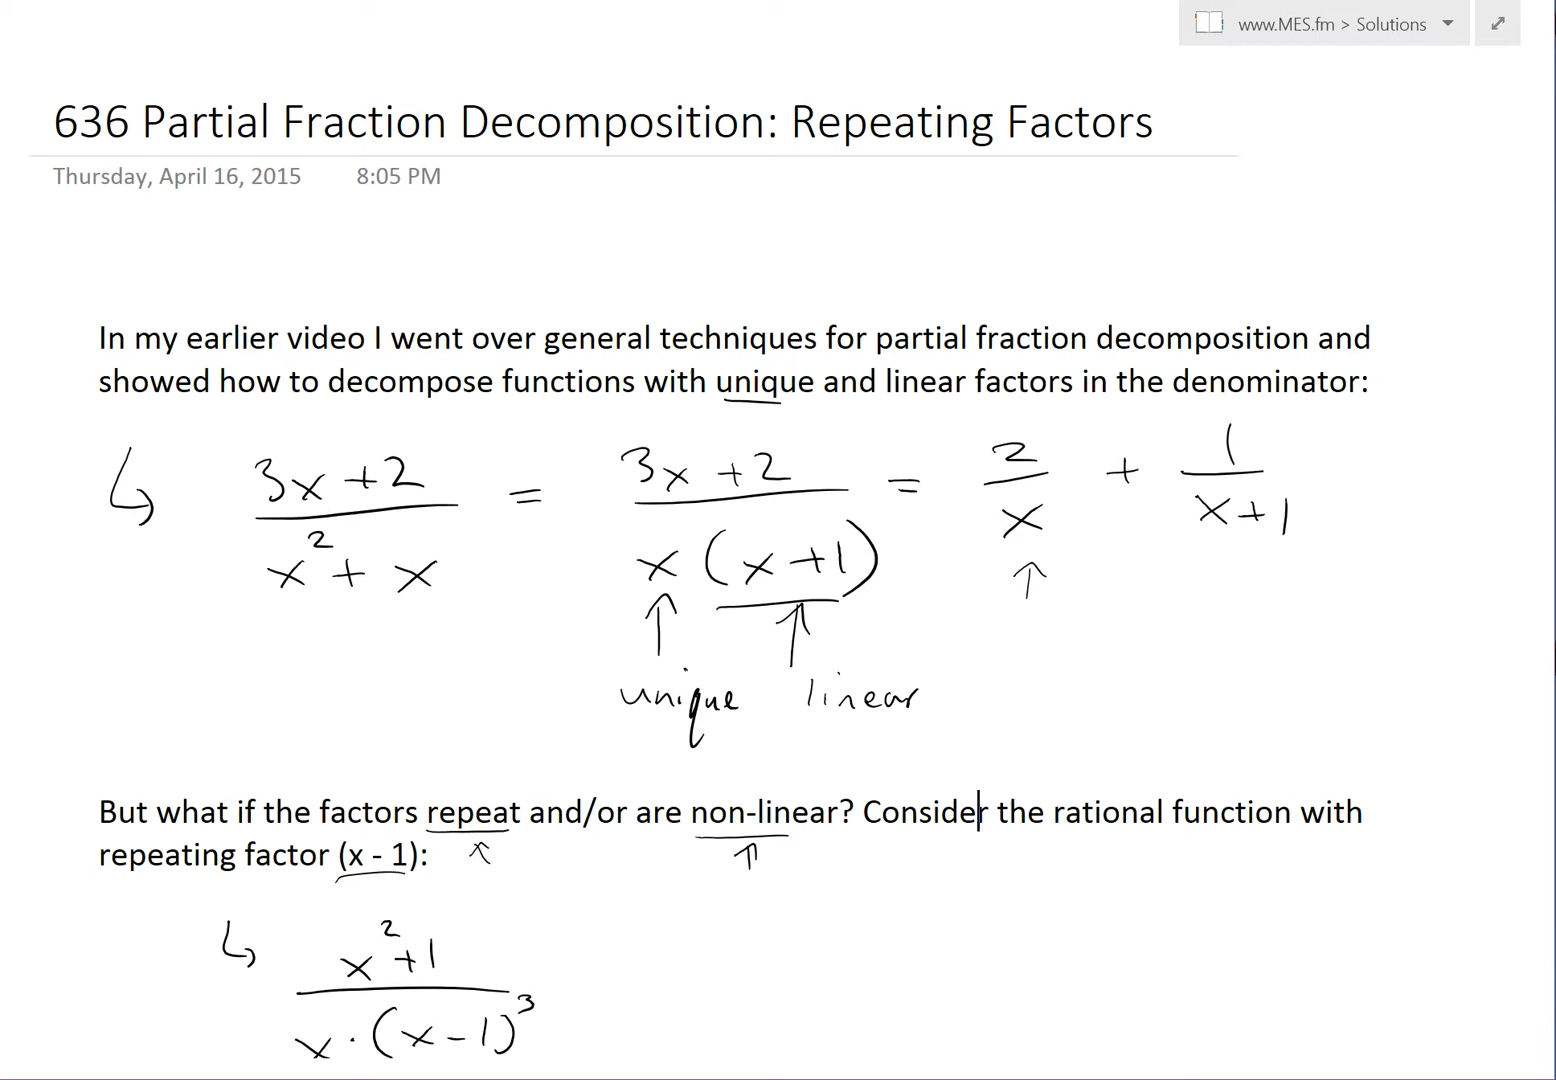 www.MES.fm > Solutions
636 Partial Fraction Decomposition: Repeating Factors
Thursday, April 16, 2015 8:05 PM
In my earlier video I went over general techniques for partial fraction decomposition and
showed how to decompose functions with unique and linear factors in the denominator:
↳ (3x + 2)/(x² + x) = (3x + 2)/(x(x + 1)) = 2/x + 1/(x + 1)
↑ ↑ ↑
unique linear
But what if the factors repeat and/or are non-linear? Consider the rational function with
repeating factor (x - 1):
↑ ↑
↳ (x² + 1)/(x · (x - 1)³)